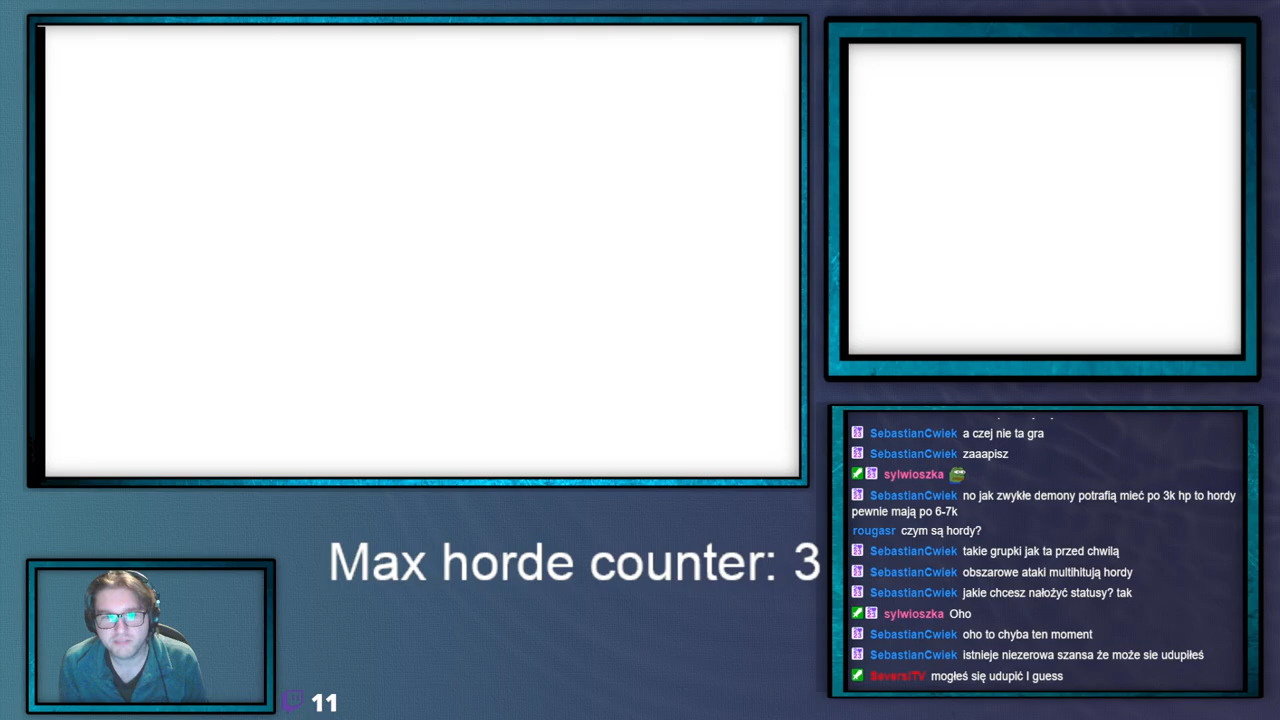 SebastianCwiek a czej nie ta gra
SebastianCwiek zaaapisz
sylwioszka
SebastianCwiek no jak zwykłe demony potrafią mieć po 3k hp to hordy
pewnie mają po 6-7k
rougasr czym są hordy?
SebastianCwiek takie grupki jak ta przed chwilą
SebastianCwiek obszarowe ataki multihitują hordy
SebastianCwiek jakie chcesz nałożyć statusy? tak
sylwioszka Oho
SebastianCwiek oho to chyba ten moment
SebastianCwiek istnieje niezerowa szansa że może sie udupiłeś
mogłeś się udupić I guess
Max horde counter: 3
11